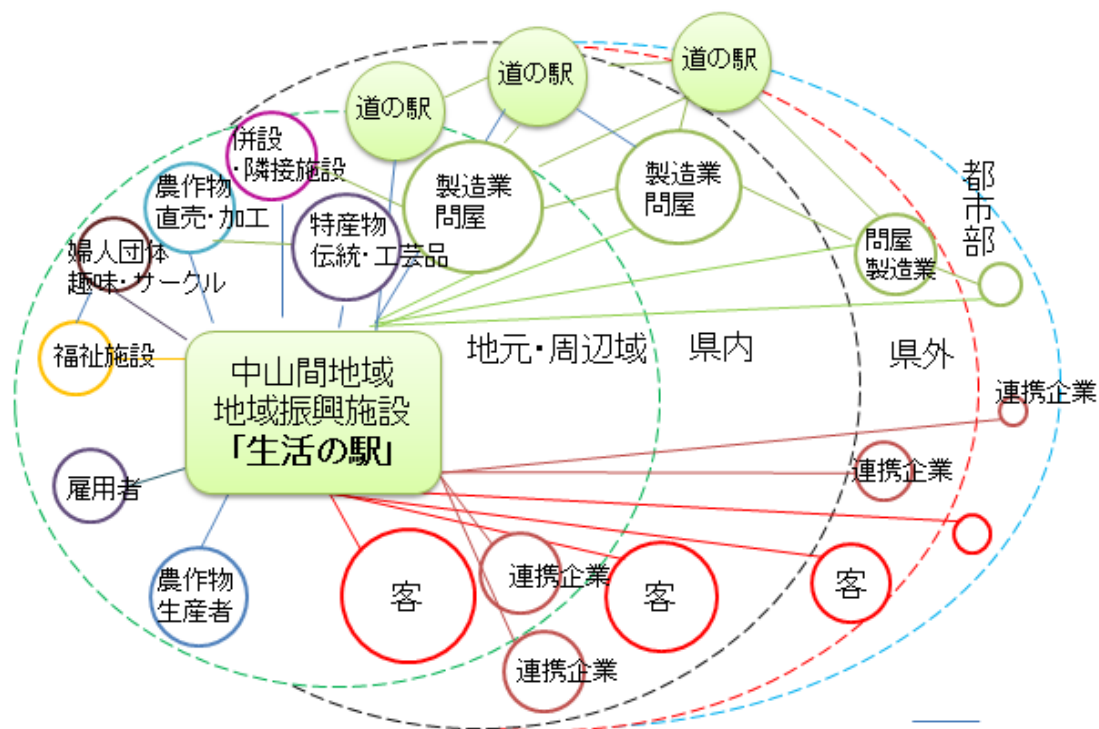 道の駅
道の駅
道の駅
併設
・隣接施設
製造業
問屋
製造業
問屋
農作物
直売・加工
特産物
伝統・工芸品
都市部
婦人団体
趣味・サークル
問屋
製造業
福祉施設
中山間地域
地域振興施設
「生活の駅」
地元・周辺域
県内
県外
連携企業
雇用者
連携企業
農作物
生産者
客
連携企業
客
客
連携企業